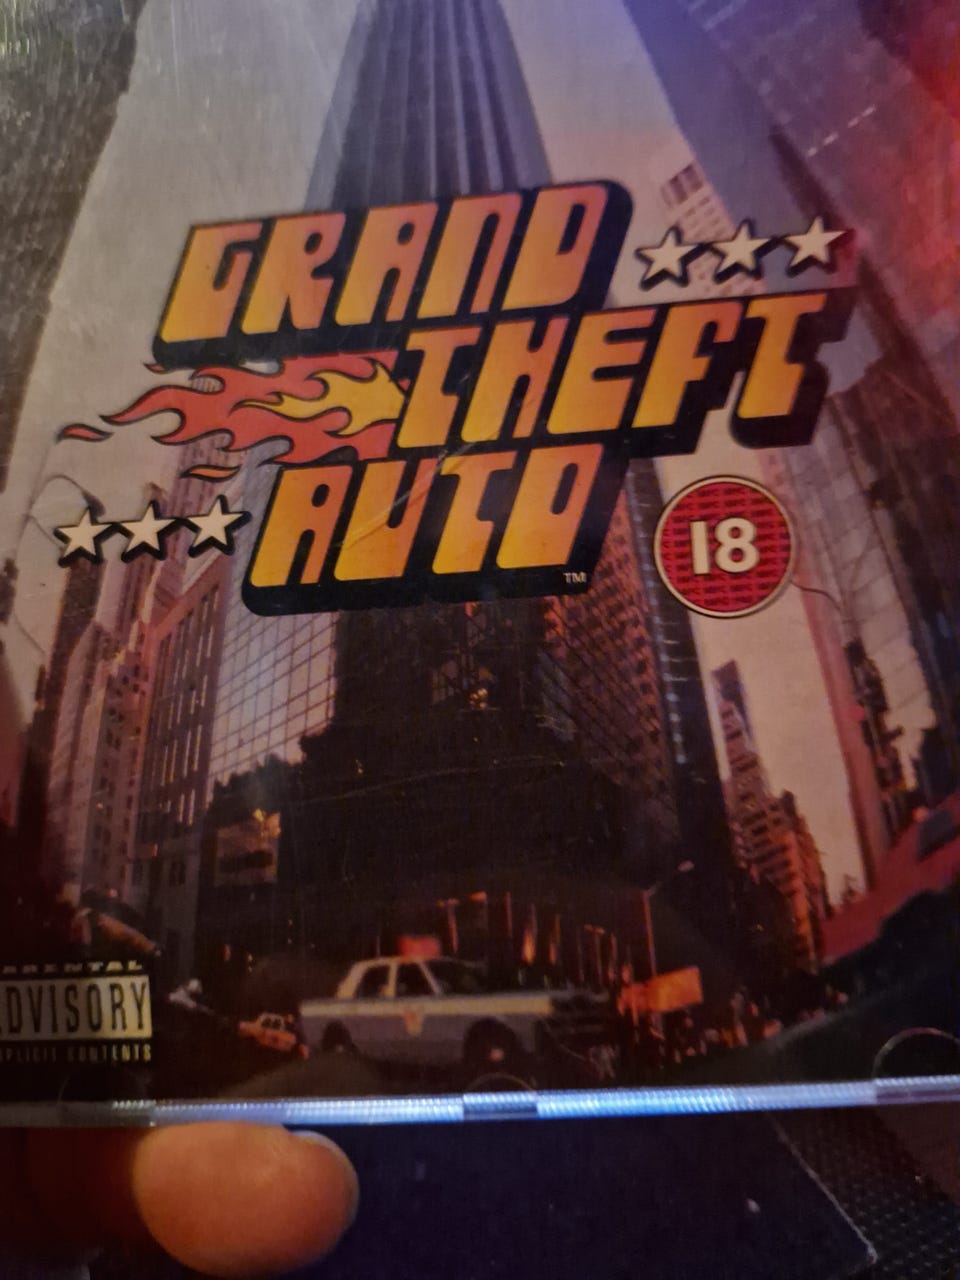 GRAND
THEFT
AUTO
TM
18
ADVISORY